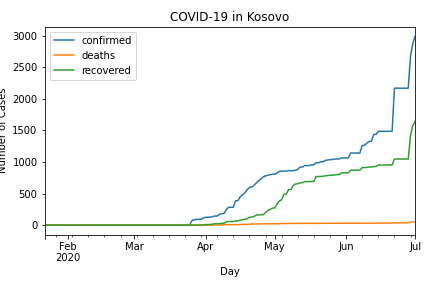 COVID-19 in Kosovo
confirmed
deaths
recovered
3000
2500
2000
1500
1000
500
0
Number of Cases
Feb
2020
Mar
Apr
May
Jun
Jul
Day